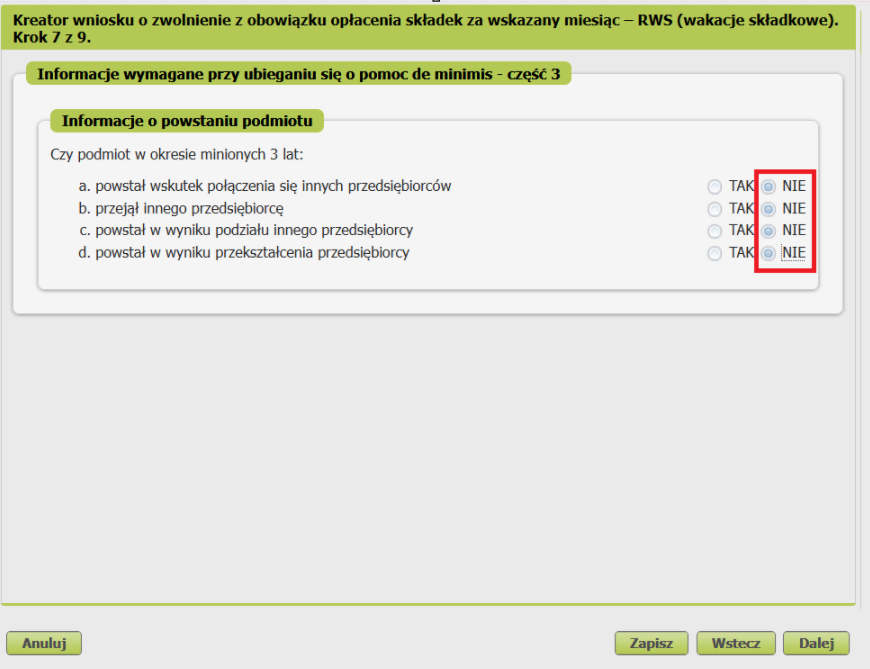 Kreator wniosku o zwolnienie z obowiązku opłacenia składek za wskazany miesiąc – RWS (wakacje składkowe).
Krok 7 z 9.
Informacje wymagane przy ubieganiu się o pomoc de minimis - część 3
Informacje o powstaniu podmiotu
Czy podmiot w okresie minionych 3 lat:
a. powstał wskutek połączenia się innych przedsiębiorców TAK NIE
b. przejął innego przedsiębiorcę TAK NIE
c. powstał w wyniku podziału innego przedsiębiorcy TAK NIE
d. powstał w wyniku przekształcenia przedsiębiorcy TAK NIE
Anuluj Zapisz Wstecz Dalej